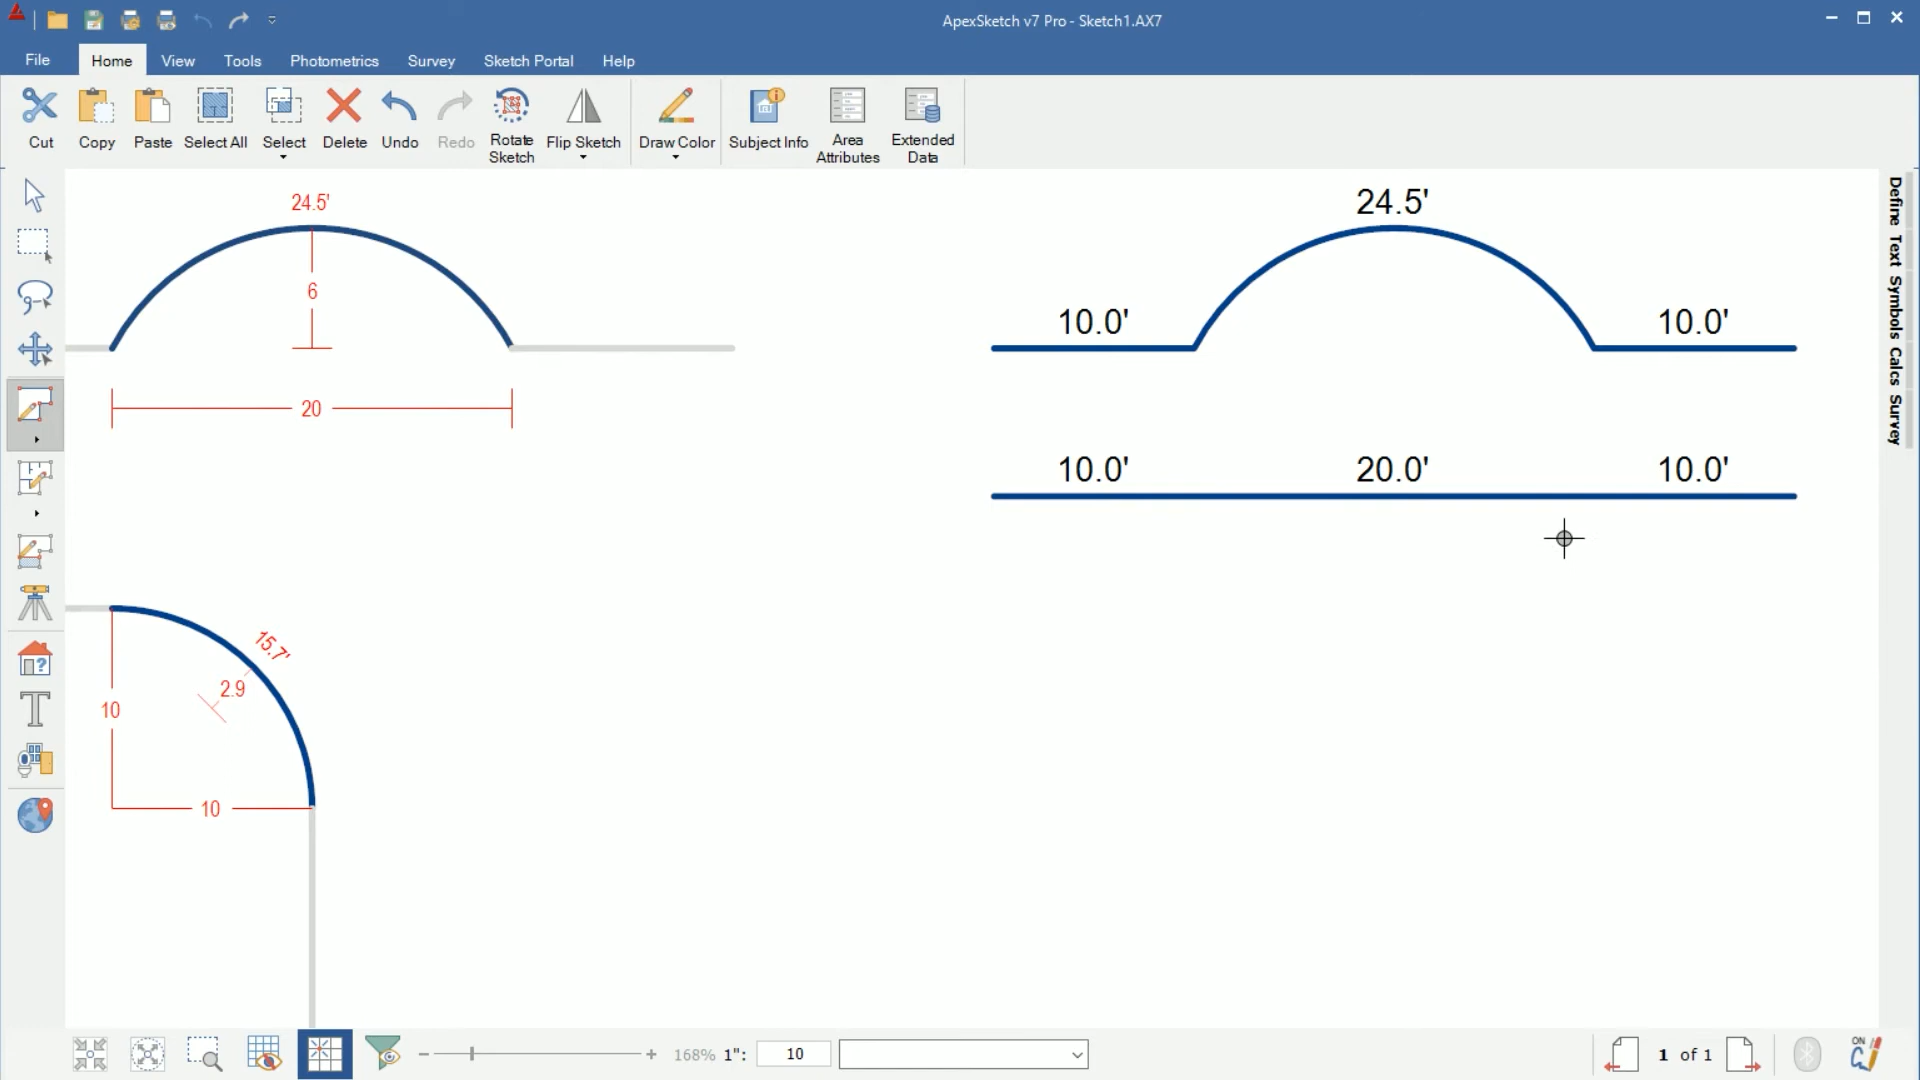 ApexSketch v7 Pro - Sketch1.AX7
File Home View Tools Photometrics Survey Sketch Portal Help
Cut Copy Paste Select All Select Delete Undo Redo Rotate Sketch Flip Sketch Draw Color Subject Info Area Attributes Extended Data
24.5'
6
20
24.5'
10.0' 10.0'
10.0' 20.0' 10.0'
15.7'
2.9
10
10
Define Text Symbols Calcs Survey
168% 1": 10
1 of 1
ON